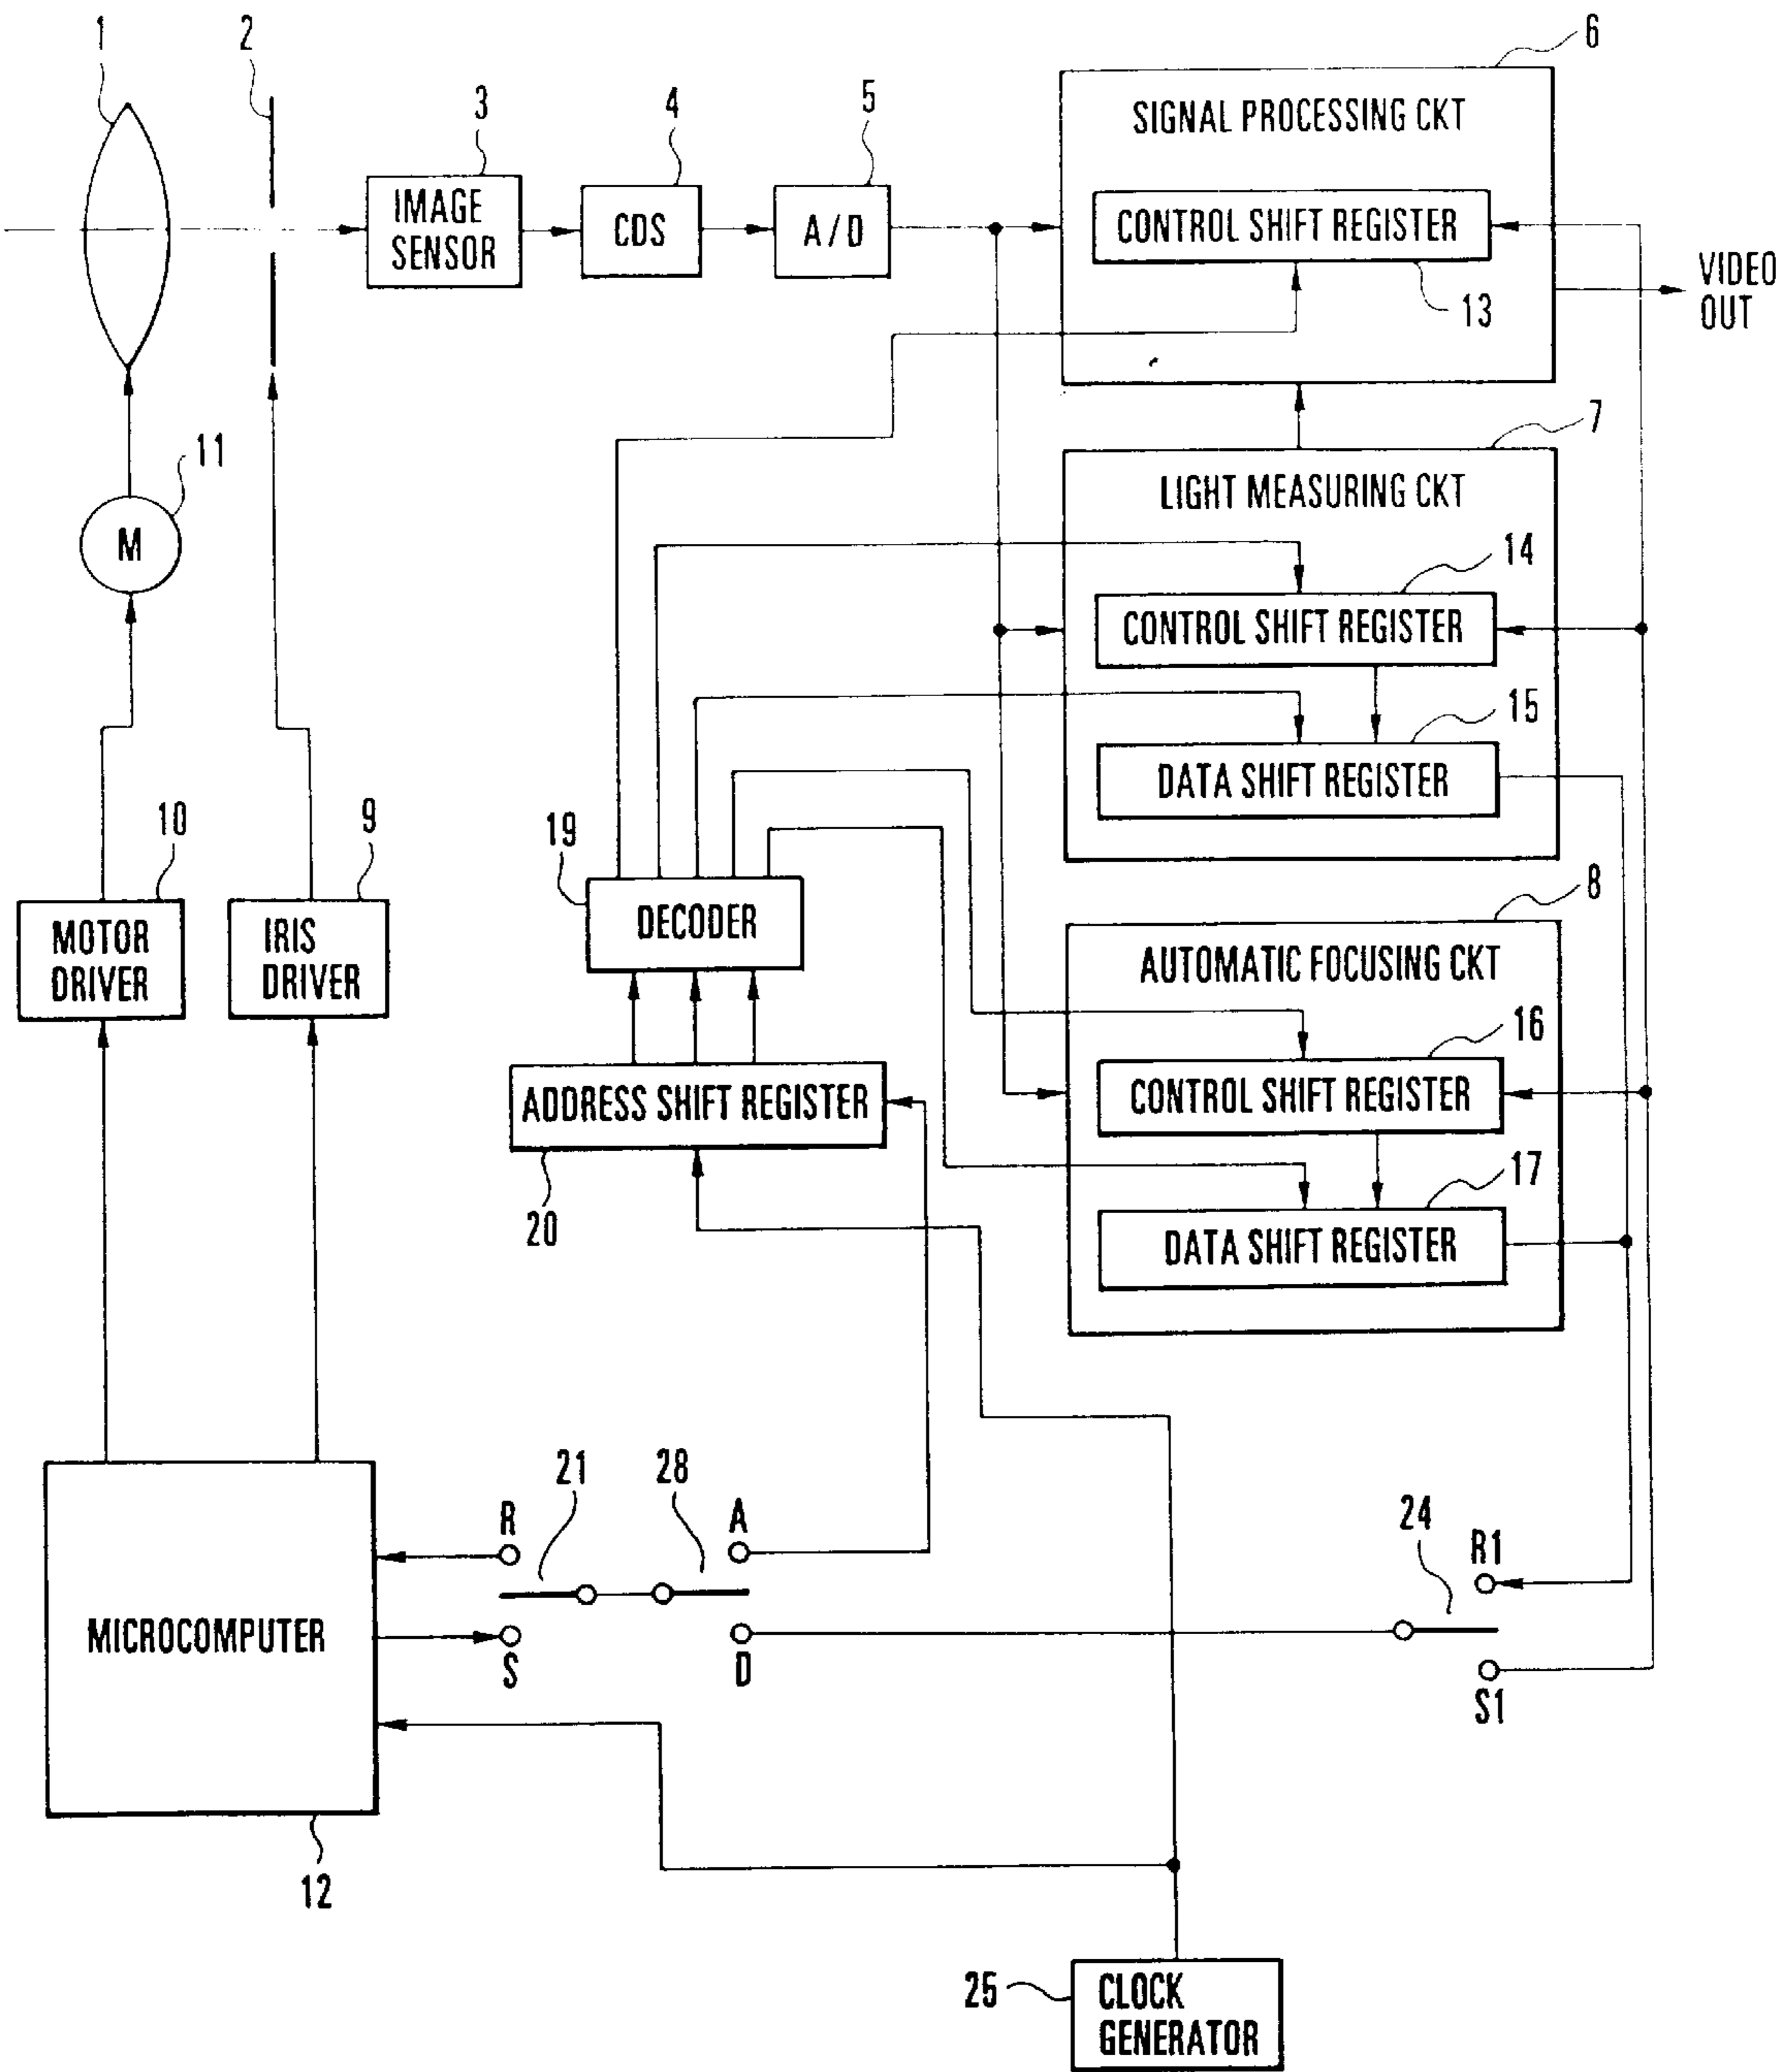 1
2
3
4
5
6
IMAGE
SENSOR
CDS
A/D
SIGNAL PROCESSING CKT
CONTROL SHIFT REGISTER
13
VIDEO
OUT
11
M
7
LIGHT MEASURING CKT
14
CONTROL SHIFT REGISTER
15
DATA SHIFT REGISTER
10
MOTOR
DRIVER
9
IRIS
DRIVER
19
DECODER
ADDRESS SHIFT REGISTER
20
8
AUTOMATIC FOCUSING CKT
16
CONTROL SHIFT REGISTER
17
DATA SHIFT REGISTER
MICROCOMPUTER
12
R
21
28
A
S
D
24
R1
S1
25
CLOCK
GENERATOR